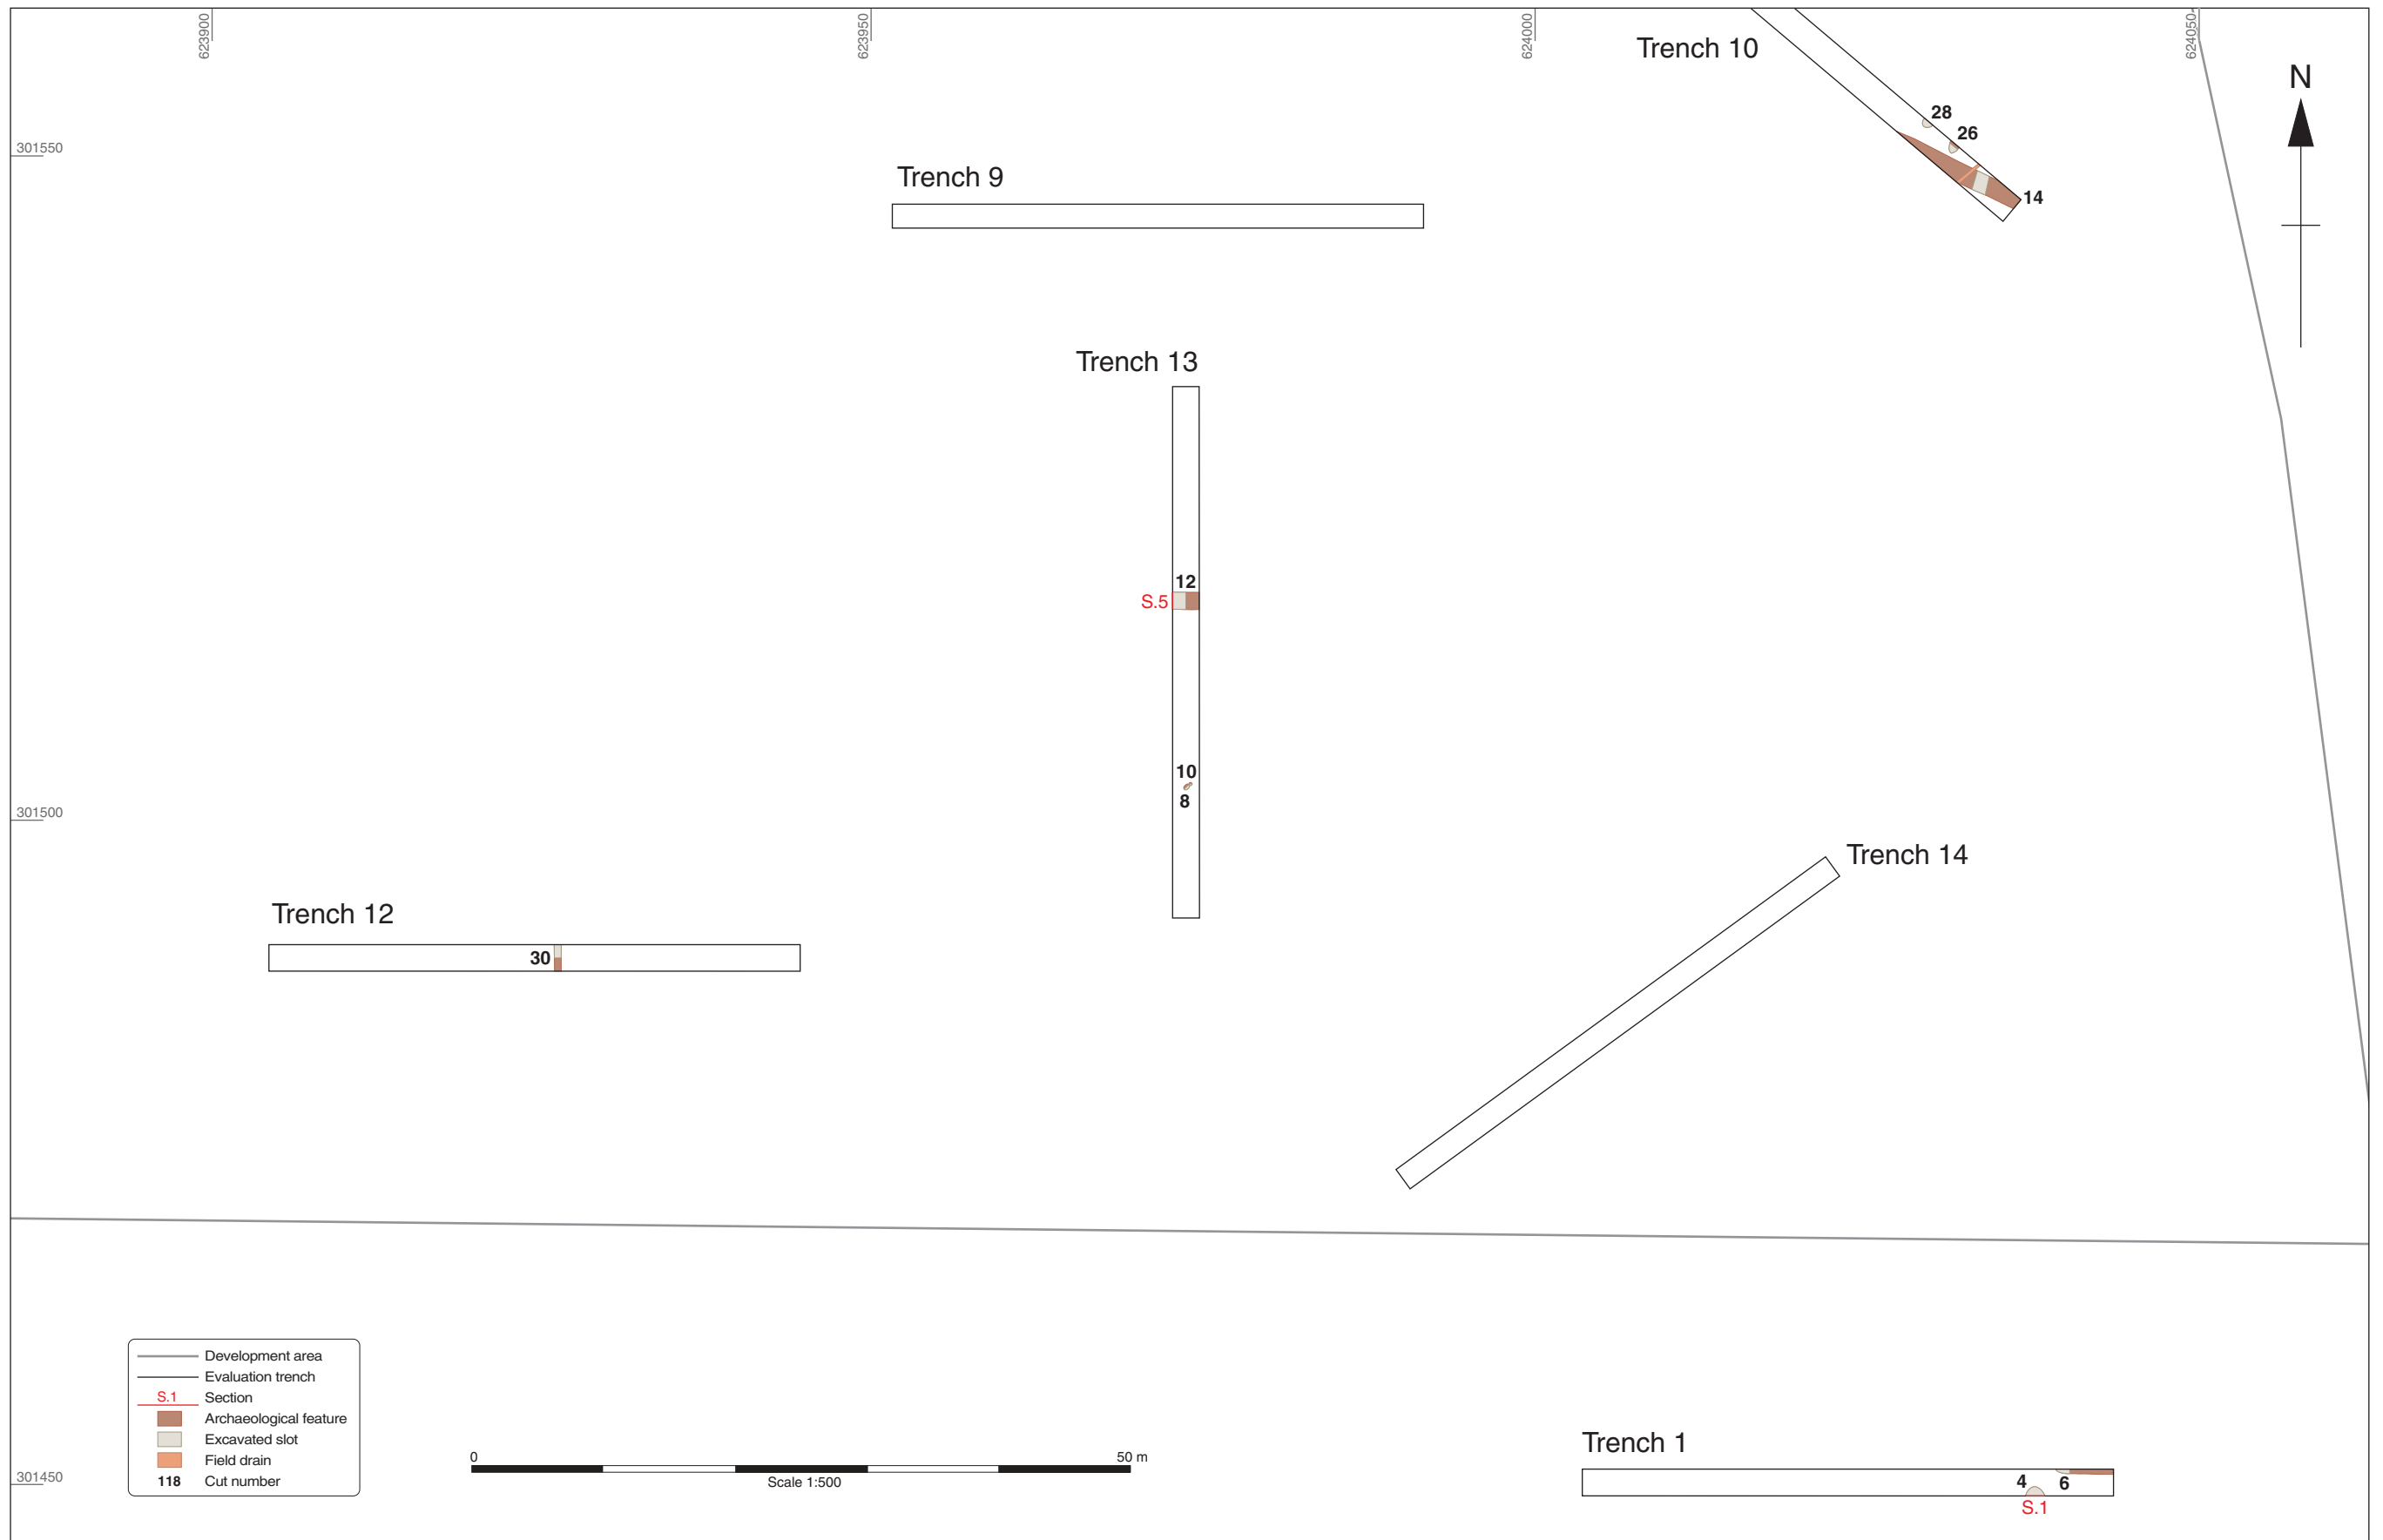 623900
623950
624000
624050
Trench 10
N
28
26
301550
Trench 9
14
Trench 13
12
S.5
10
8
301500
Trench 14
Trench 12
30
Development area
Evaluation trench
S.1 Section
Archaeological feature
Excavated slot
Field drain
118 Cut number
0 50 m
Scale 1:500
301450
Trench 1
4 6
S.1